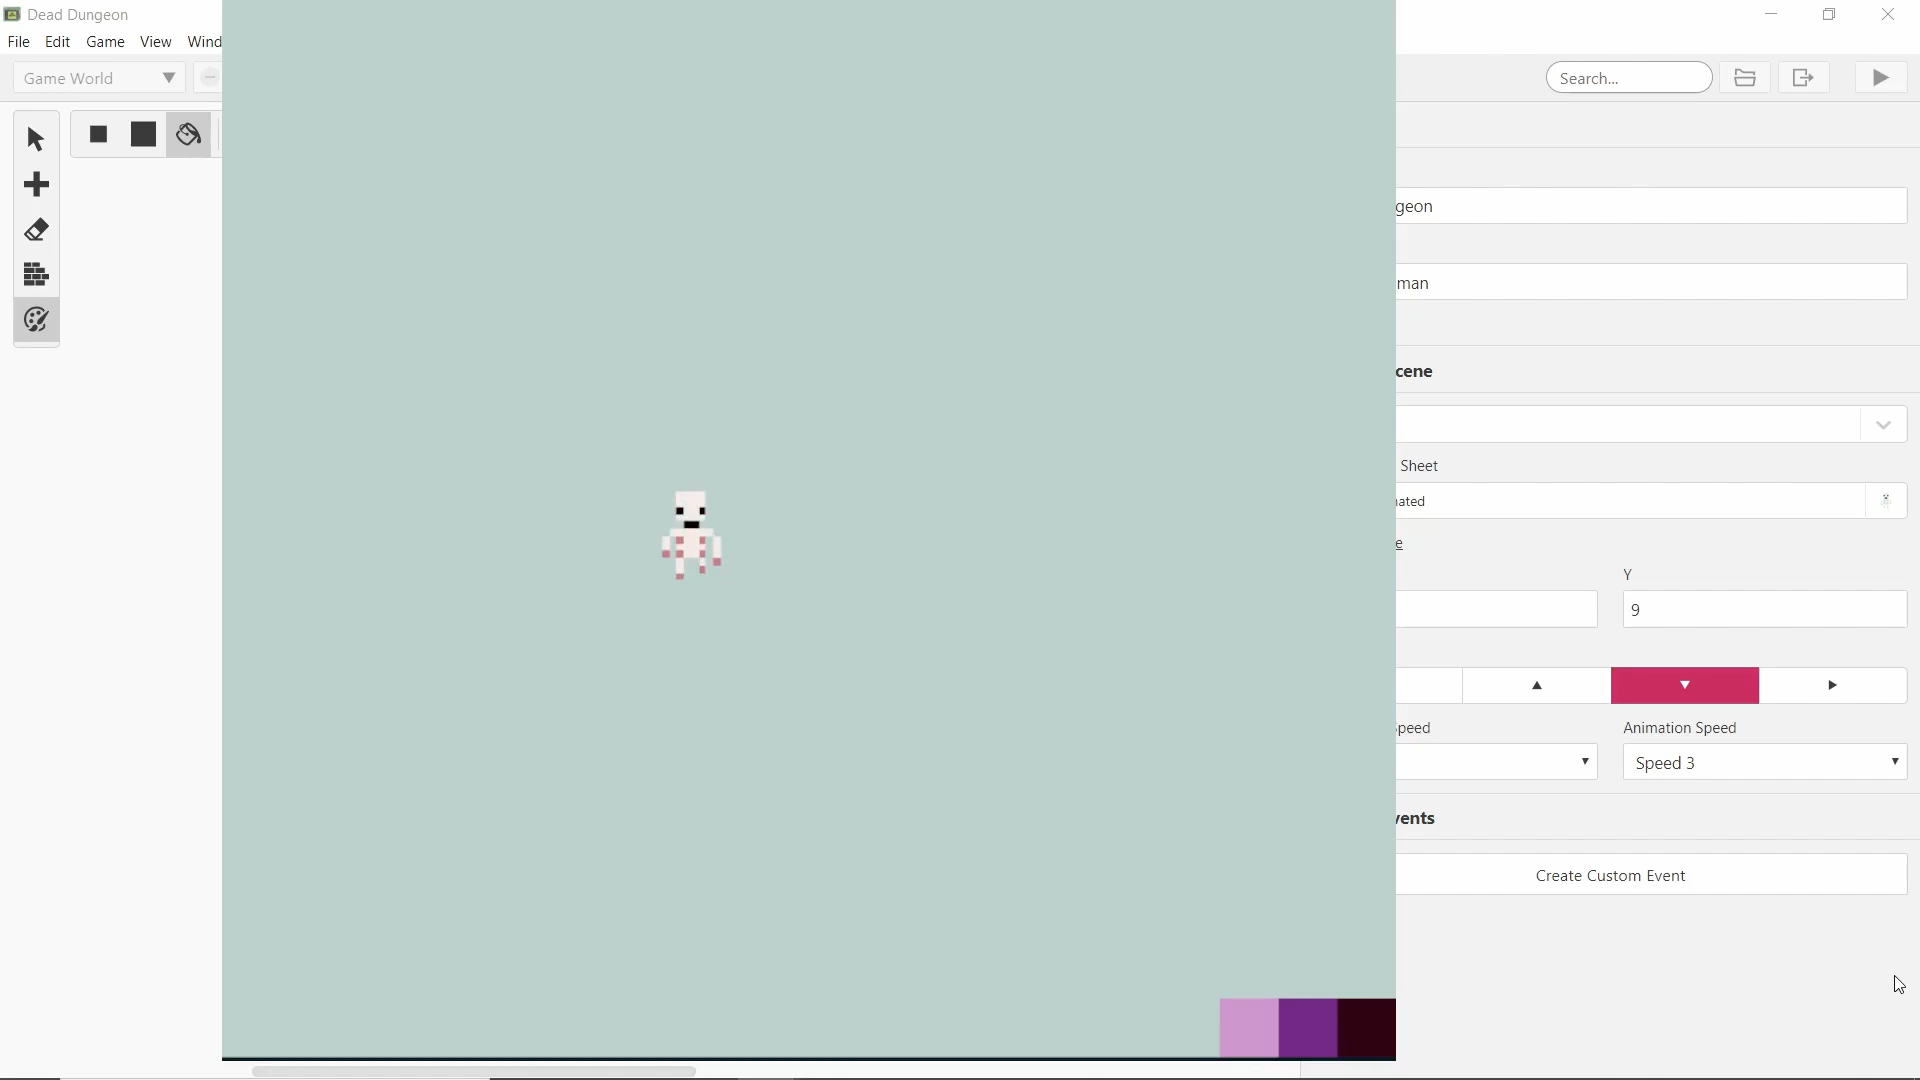 Dead Dungeon
File Edit Game View Wind
Game World
Search...
geon
man
cene
Sheet
ated
e
Y
9
peed
Animation Speed
Speed 3
vents
Create Custom Event